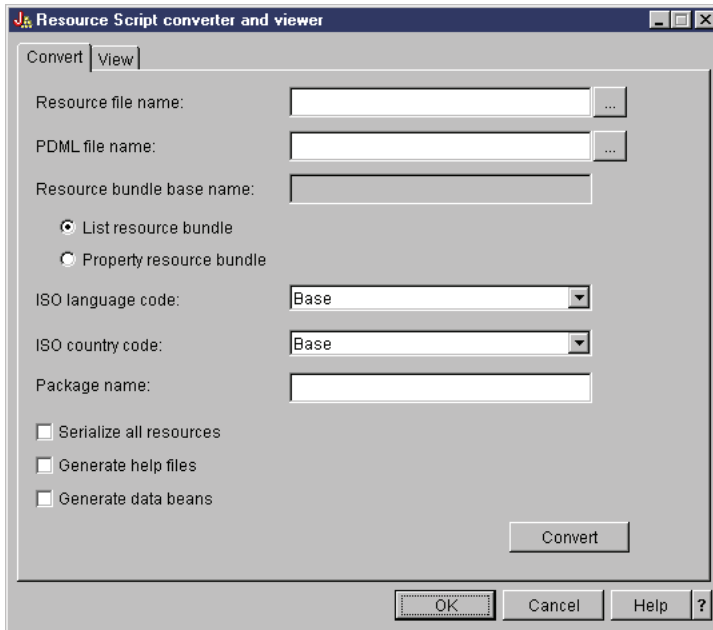 Resource Script converter and viewer
Convert View
Resource file name: ...
PDML file name: ...
Resource bundle base name:
List resource bundle
Property resource bundle
ISO language code: Base
ISO country code: Base
Package name:
Serialize all resources
Generate help files
Generate data beans
Convert
OK Cancel Help ?